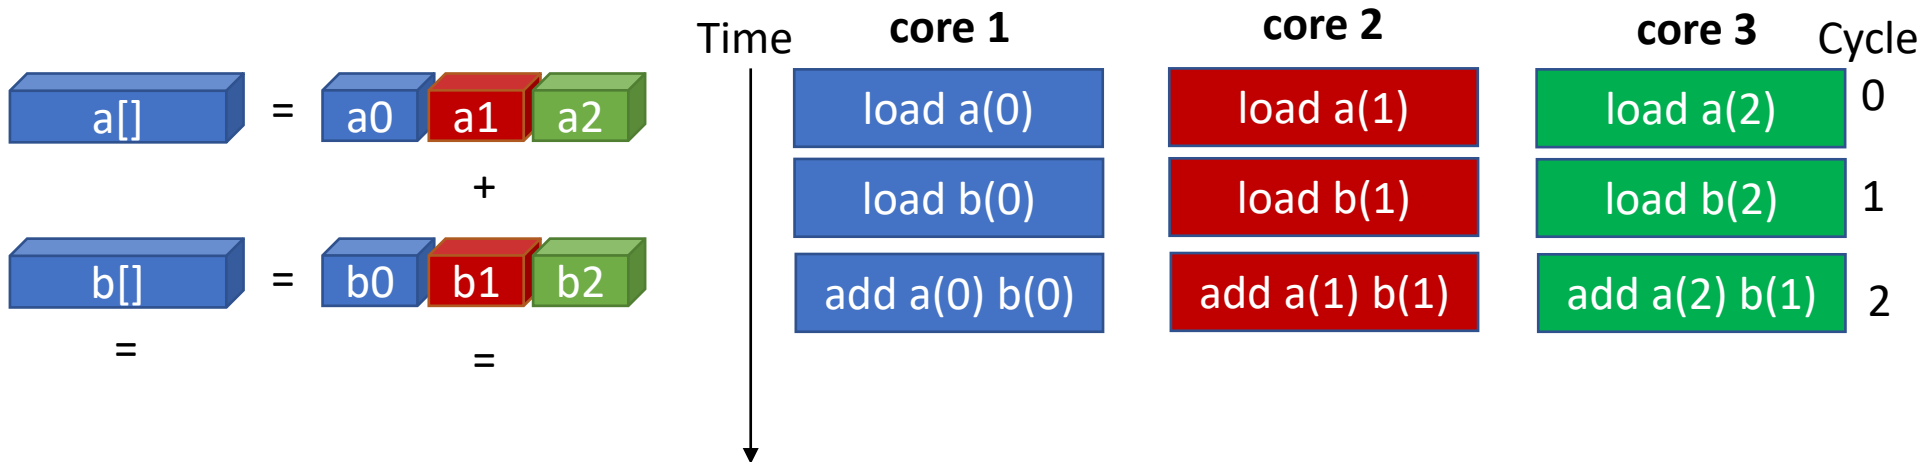 Time core 1 core 2 core 3 Cycle
a[] = a0 a1 a2 load a(0) load a(1) load a(2) 0
+
load b(0) load b(1) load b(2) 1
b[] = b0 b1 b2 add a(0) b(0) add a(1) b(1) add a(2) b(1) 2
= =